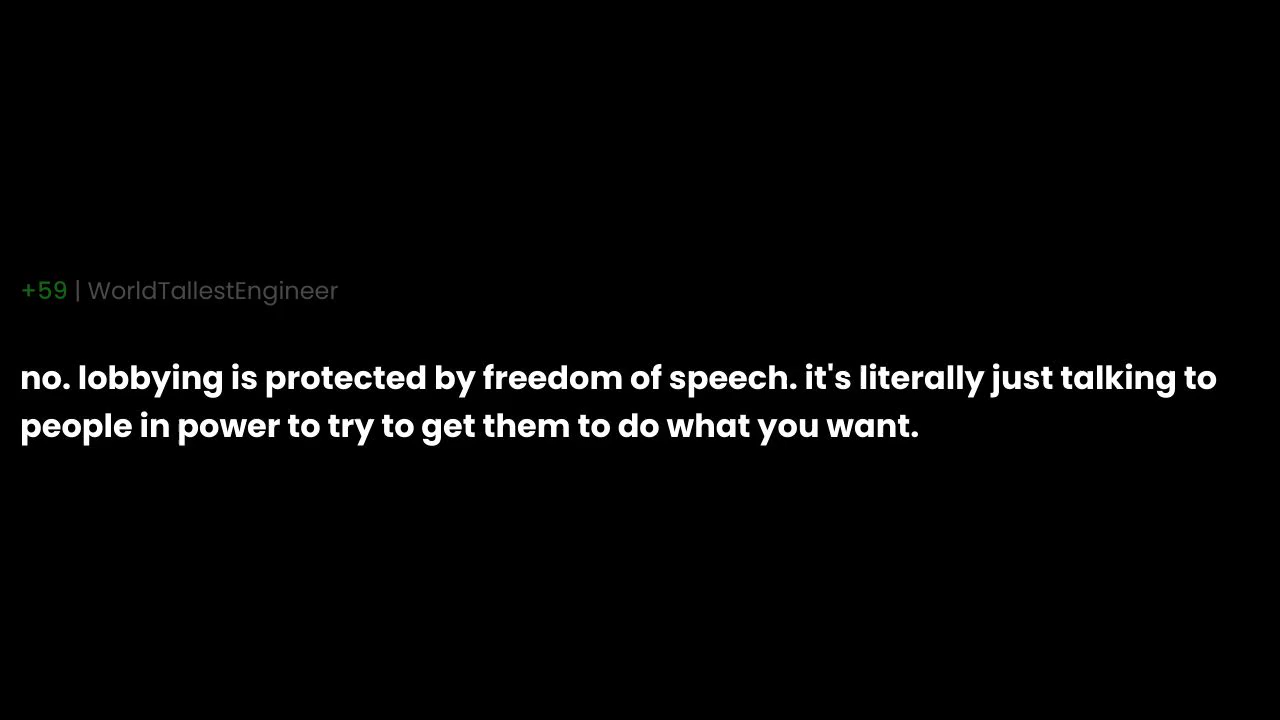 +59 | WorldTallestEngineer
no. lobbying is protected by freedom of speech. it's literally just talking to
people in power to try to get them to do what you want.